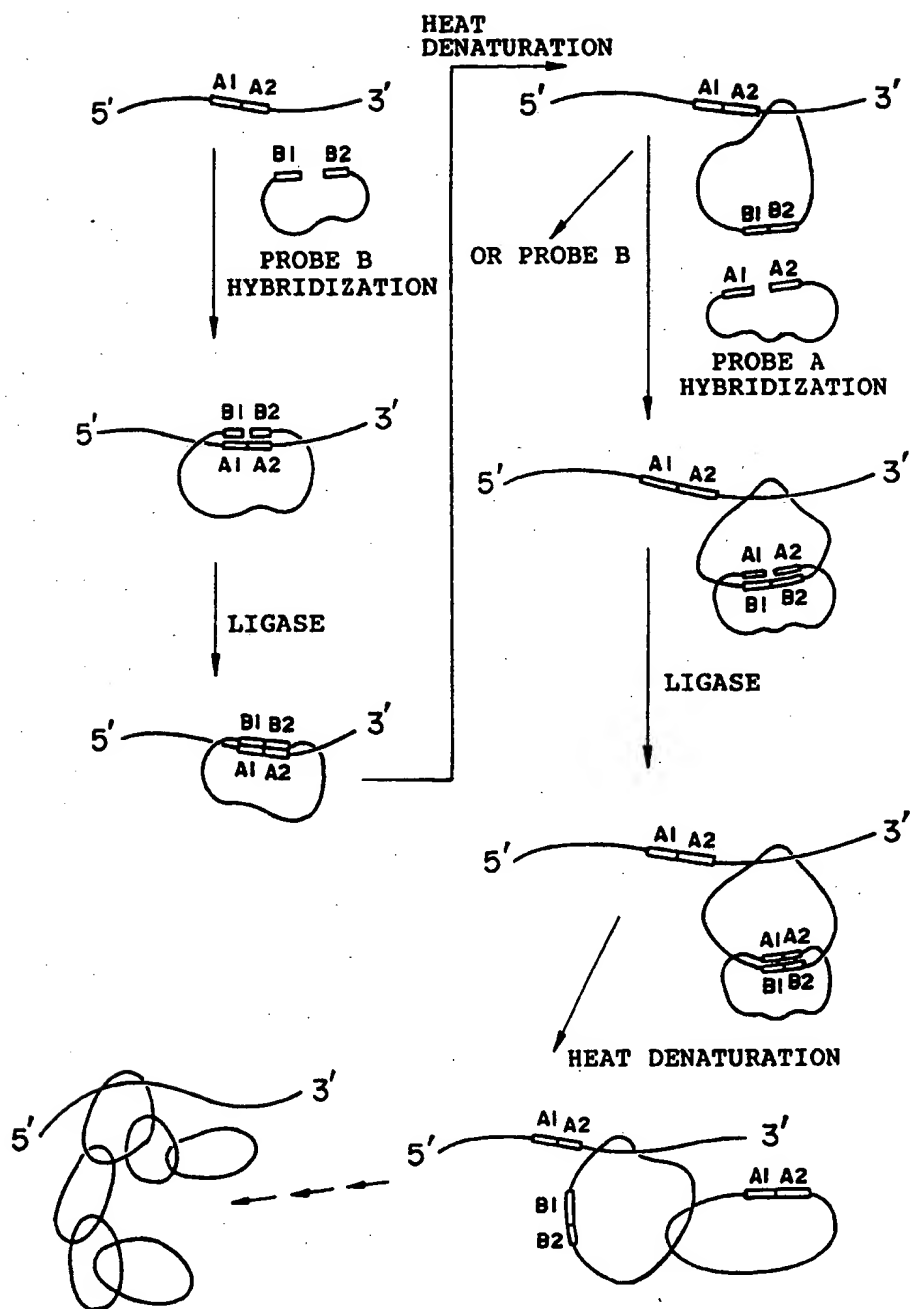 HEAT
DENATURATION
A1 A2
5' 3'
B1 B2
PROBE B
HYBRIDIZATION
B1 B2
5' 3'
A1 A2
LIGASE
B1 B2
5' 3'
A1 A2
A1 A2
5' 3'
B1 B2
OR PROBE B
A1 A2
PROBE A
HYBRIDIZATION
A1 A2
5' 3'
A1 A2
B1 B2
LIGASE
A1 A2
5' 3'
A1 A2
B1 B2
HEAT DENATURATION
A1 A2
5' 3'
A1 A2
B1
B2
5' 3'